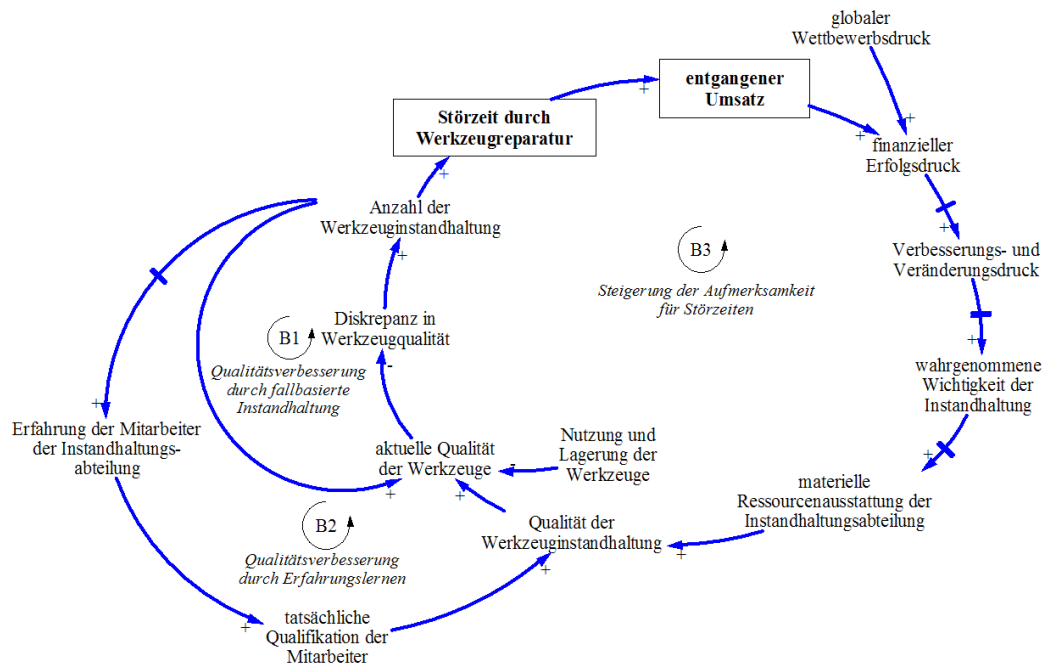 globaler
Wettbewerbsdruck
entgangener
Umsatz
+
Störzeit durch
Werkzeugreparatur
+
+
finanzieller
Erfolgsdruck
+
Anzahl der
Werkzeuginstandhaltung
+
+
Verbesserungs- und
Veränderungsdruck
B3
Steigerung der Aufmerksamkeit
für Störzeiten
Diskrepanz in
Werkzeugqualität
-
B1
Qualitätsverbesserung
durch fallbasierte
Instandhaltung
+
wahrgenommene
Wichtigkeit der
Instandhaltung
+
Erfahrung der Mitarbeiter
der Instandhaltungs-
abteilung
aktuelle Qualität
der Werkzeuge
+
+
Nutzung und
Lagerung der
Werkzeuge
-
+
materielle
Ressourcenausstattung der
Instandhaltungsabteilung
B2
Qualitätsverbesserung
durch Erfahrungslernen
Qualität der
Werkzeuginstandhaltung
+
+
+
tatsächliche
Qualifikation der
Mitarbeiter